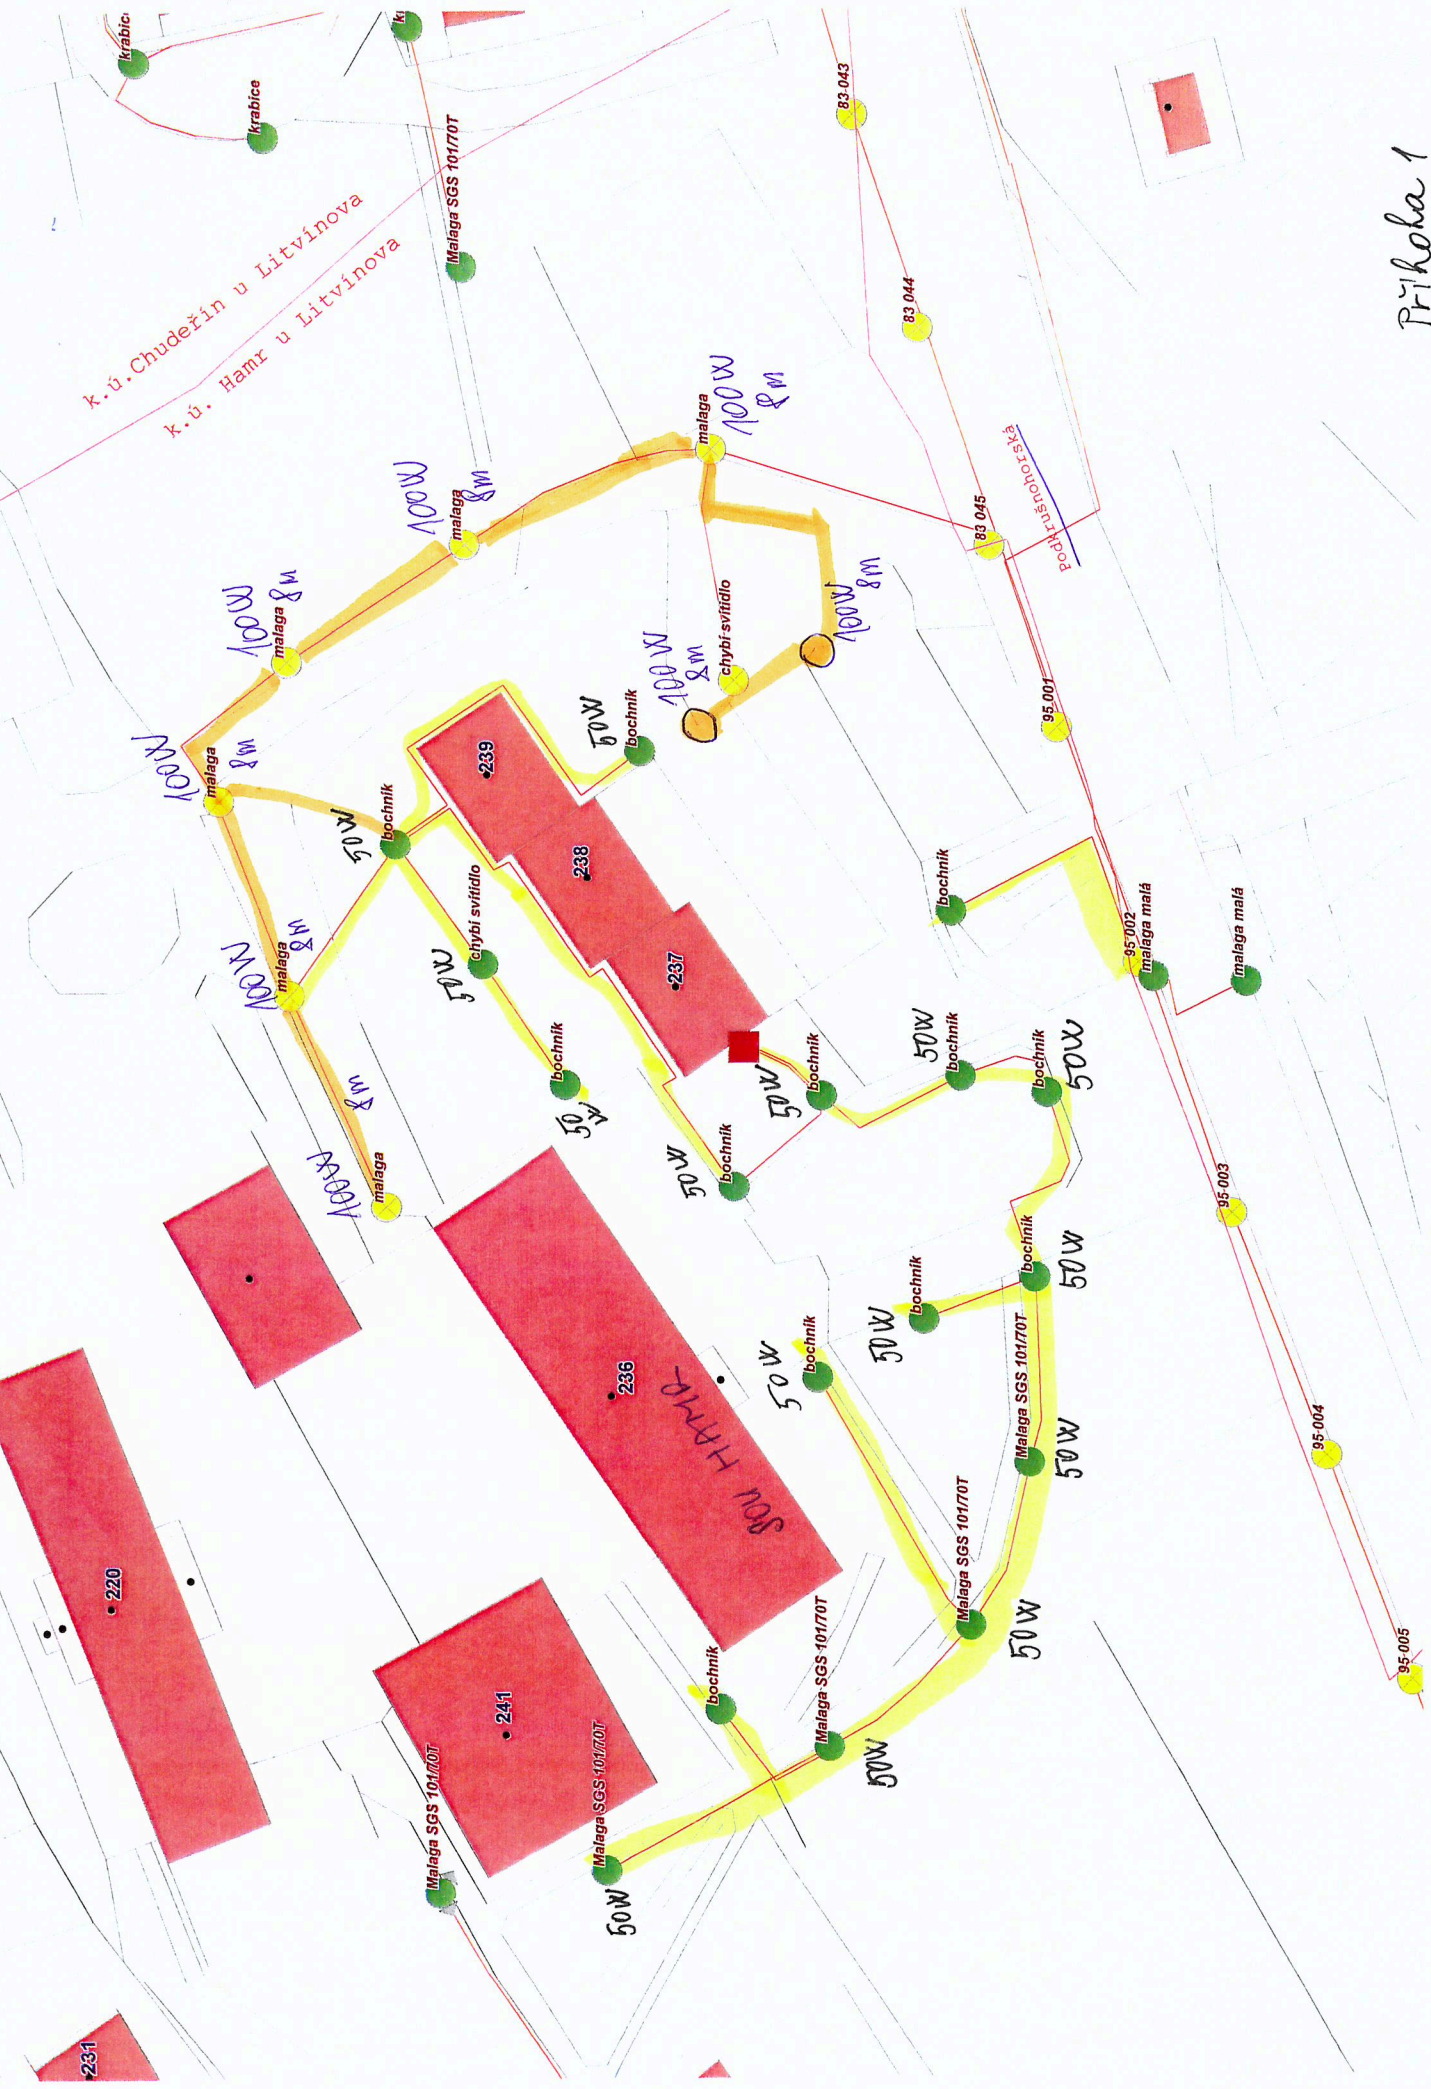 krabice
krabice
Malaga SGS 101/70T
k.ú.Chudeřín u Litvínova
k.ú. Hamr u Litvínova
83-043
83 044
83 045
Podkrušnohorská
Příloha 1
100W
malaga
8m
100W
malaga
8m
100W
malaga
8m
100W
malaga
8m
100W
malaga
8m
100W
malaga
8m
100W
8m
chybí svítidlo
100W
8m
239
238
237
50W
bochník
50W
bochník
50W
chybí svítidlo
50W
bochník
50W
bochník
50W
bochník
50W
bochník
bochník
50W
bochník
50W
bochník
50W
bochník
50W
95 001
95-002
malaga malá
malaga malá
95-003
95-004
95-005
236
SOU HAMR
Malaga SGS 101/70T
50W
Malaga SGS 101/70T
50W
bochník
Malaga SGS 101/70T
50W
Malaga SGS 101/70T
50W
Malaga SGS 101/70T
241
220
231